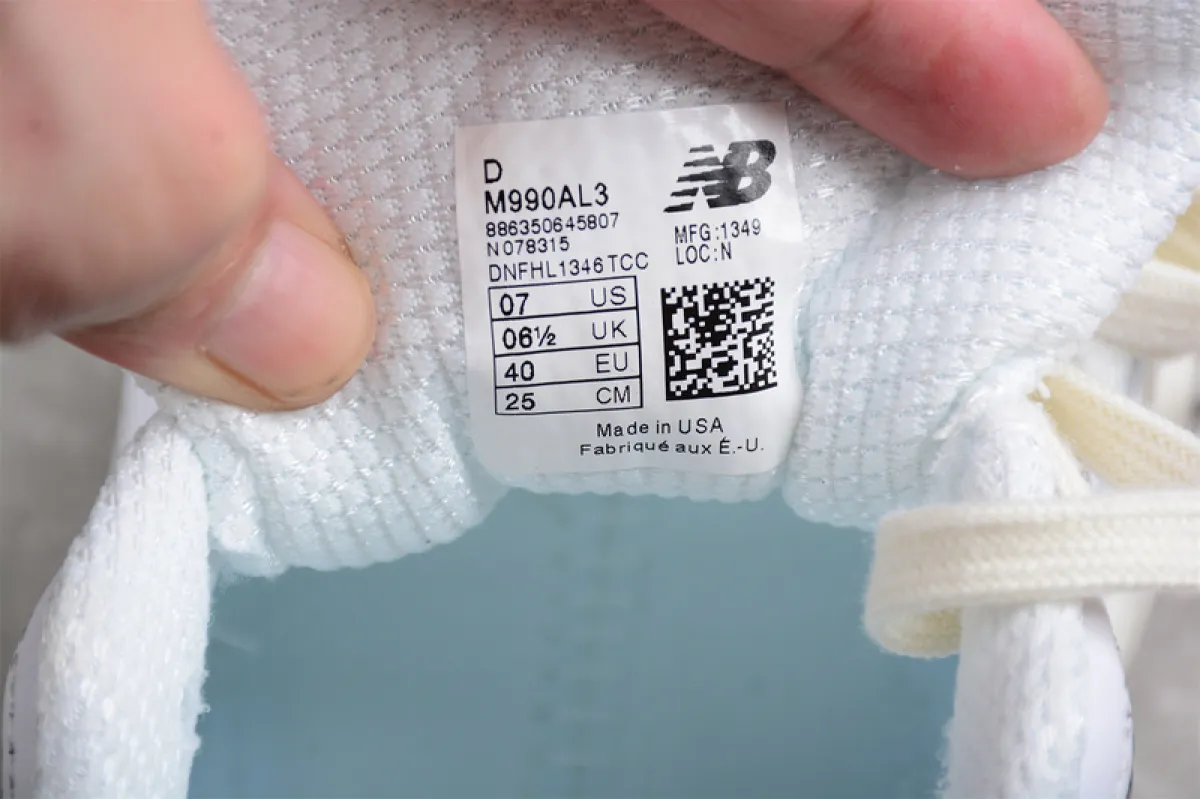 D
M990AL3
886350645807
N078315
DNFHL1346TCC
NB
MFG:1349
LOC:N
07 US
06½ UK
40 EU
25 CM
Made in USA
Fabriqué aux É.-U.